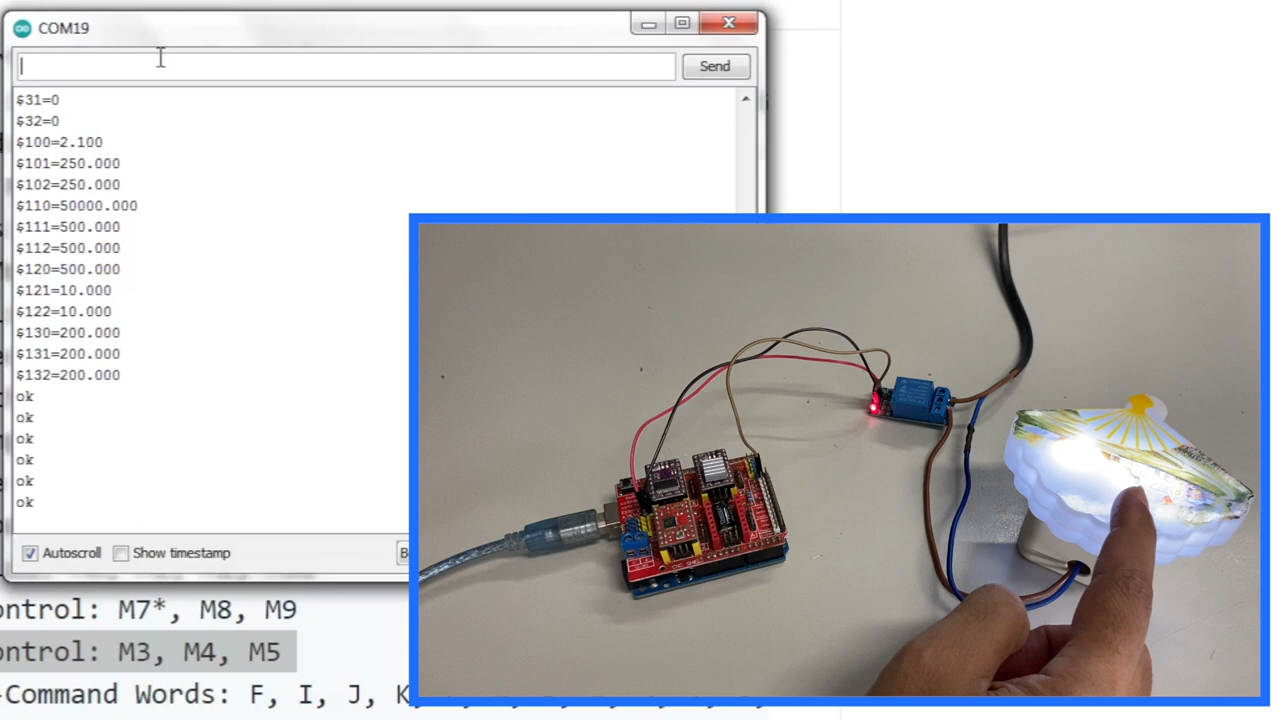 COM19
Send
$31=0
$32=0
$100=2.100
$101=250.000
$102=250.000
$110=50000.000
$111=500.000
$112=500.000
$120=500.000
$121=10.000
$122=10.000
$130=200.000
$131=200.000
$132=200.000
ok
ok
ok
ok
ok
ok
Autoscroll Show timestamp
ontrol: M7*, M8, M9
ontrol: M3, M4, M5
-Command Words: F, I, J, K
CNC SHIELD